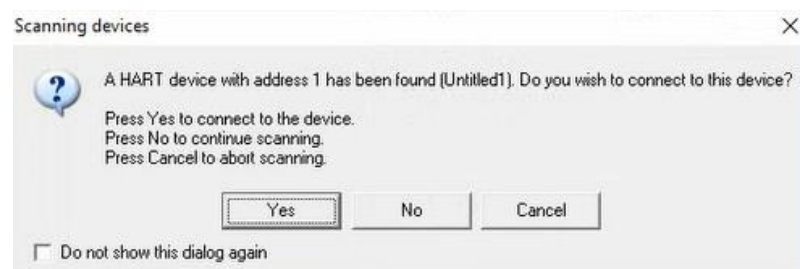 Scanning devices
A HART device with address 1 has been found (Untitled1). Do you wish to connect to this device?
Press Yes to connect to the device.
Press No to continue scanning.
Press Cancel to abort scanning.
Yes No Cancel
Do not show this dialog again